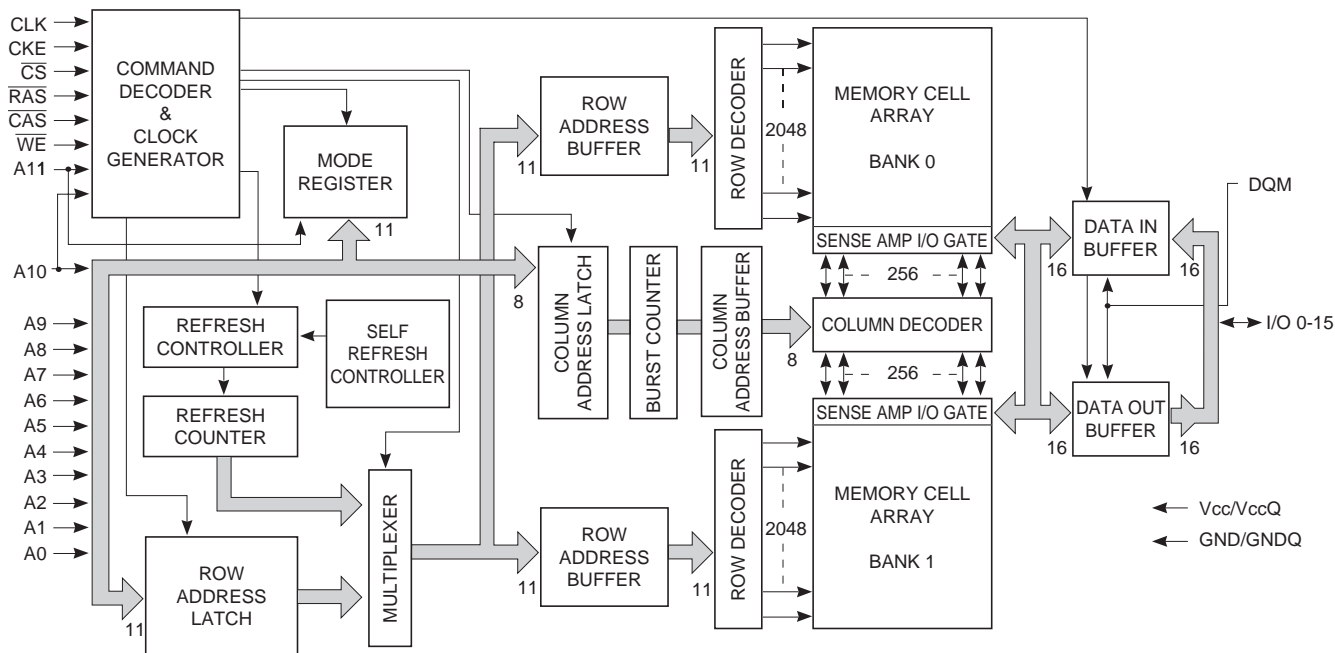 CLK
CKE
CS
RAS
CAS
WE
A11
A10
A9
A8
A7
A6
A5
A4
A3
A2
A1
A0
COMMAND
DECODER
&
CLOCK
GENERATOR
MODE
REGISTER
11
REFRESH
CONTROLLER
SELF
REFRESH
CONTROLLER
REFRESH
COUNTER
ROW
ADDRESS
LATCH
11
MULTIPLEXER
ROW
ADDRESS
BUFFER
11
11
ROW DECODER
2048
MEMORY CELL
ARRAY
BANK 0
SENSE AMP I/O GATE
8
COLUMN
ADDRESS LATCH
BURST COUNTER
COLUMN
ADDRESS BUFFER
8
256
COLUMN DECODER
256
SENSE AMP I/O GATE
MEMORY CELL
ARRAY
BANK 1
ROW
ADDRESS
BUFFER
11
11
ROW DECODER
2048
DQM
DATA IN
BUFFER
16
16
I/O 0-15
DATA OUT
BUFFER
16
16
Vcc/VccQ
GND/GNDQ